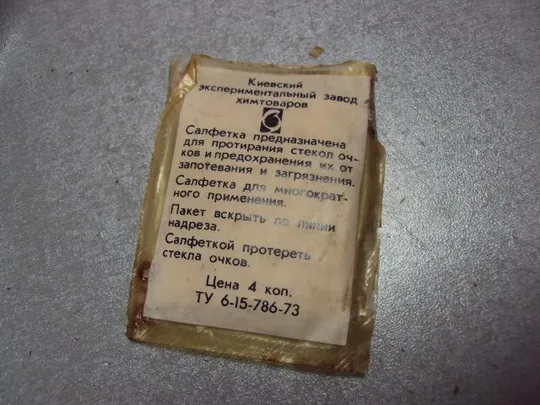 Киевский
экспериментальный завод
химтоваров
Салфетка предназначена
для протирания стекол оч-
ков и предохранения их от
запотевания и загрязнения.
Салфетка для многократ-
ного применения.
Пакет вскрыть по линии
надреза.
Салфеткой протереть
стекла очков.
Цена 4 коп.
ТУ 6-15-786-73